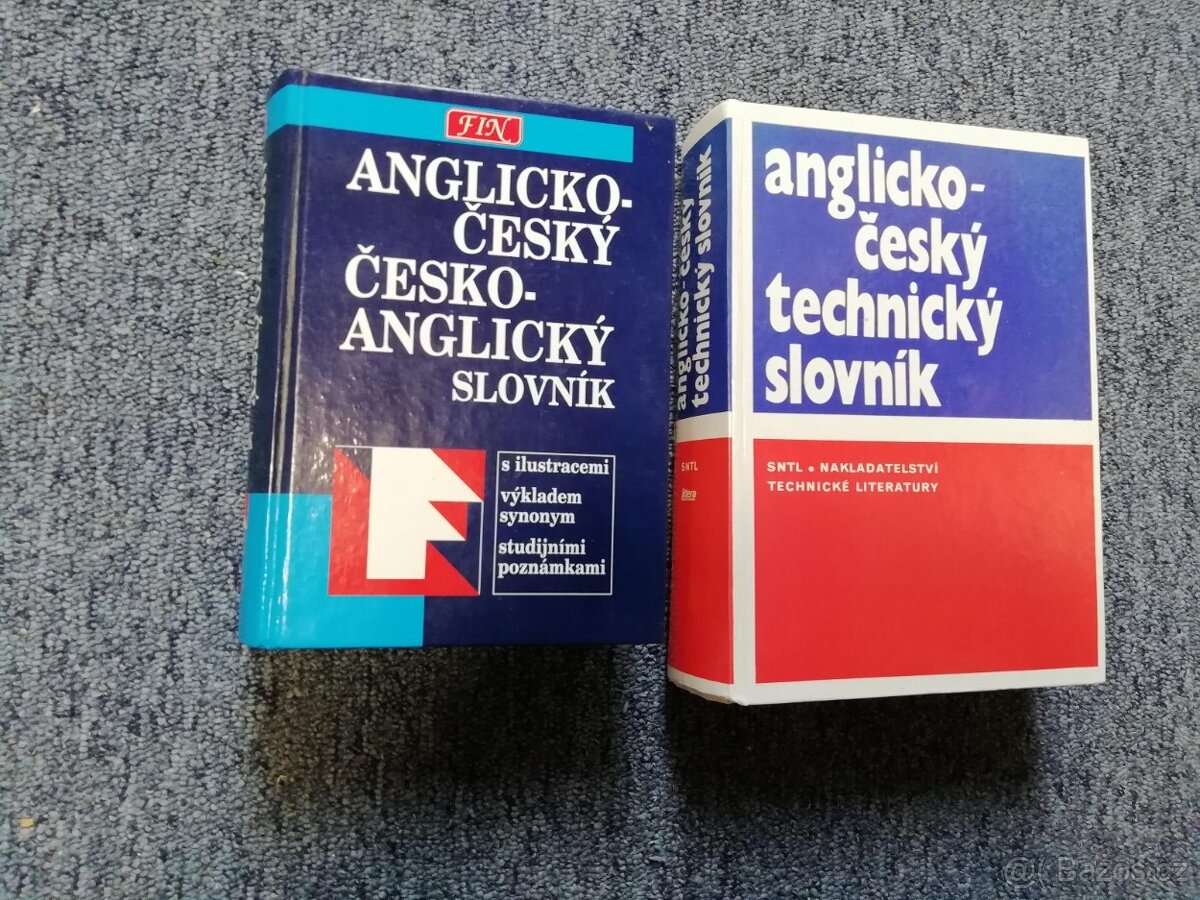 FIN
ANGLICKO-
ČESKÝ
ČESKO-
ANGLICKÝ
SLOVNÍK
s ilustracemi
výkladem
synonym
studijními
poznámkami
anglicko-český
technický slovník
SNTL
anglicko-
český
technický
slovník
SNTL • NAKLADATELSTVÍ
TECHNICKÉ LITERATURY
Bazos.cz